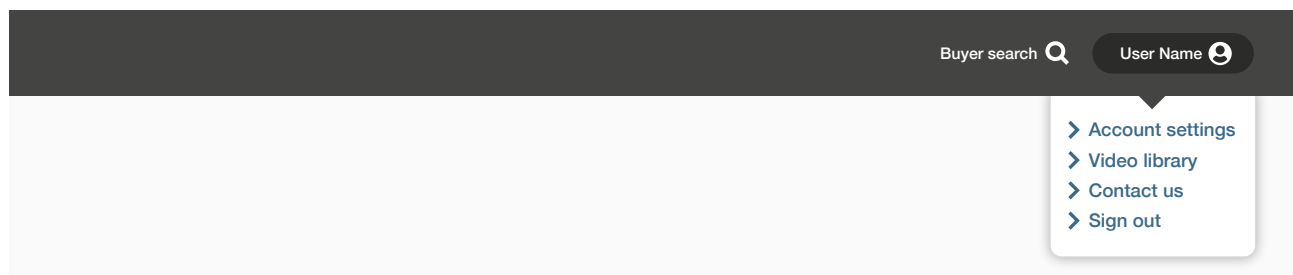 Buyer search
User Name
Account settings
Video library
Contact us
Sign out